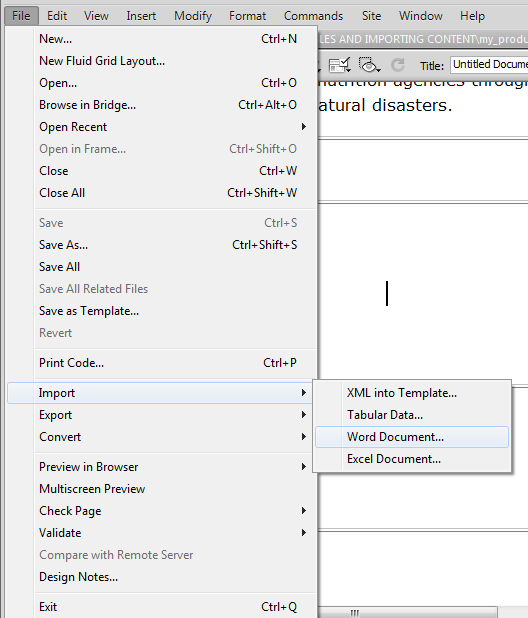 File Edit View Insert Modify Format Commands Site Window Help
LES AND IMPORTING CONTENT\my_produ
Title: Untitled Docume
nutrition agencies through
atural disasters.
New... Ctrl+N
New Fluid Grid Layout...
Open... Ctrl+O
Browse in Bridge... Ctrl+Alt+O
Open Recent
Open in Frame... Ctrl+Shift+O
Close Ctrl+W
Close All Ctrl+Shift+W
Save Ctrl+S
Save As... Ctrl+Shift+S
Save All
Save All Related Files
Save as Template...
Revert
Print Code... Ctrl+P
Import
Export
Convert
Preview in Browser
Multiscreen Preview
Check Page
Validate
Compare with Remote Server
Design Notes...
Exit Ctrl+Q
XML into Template...
Tabular Data...
Word Document...
Excel Document...